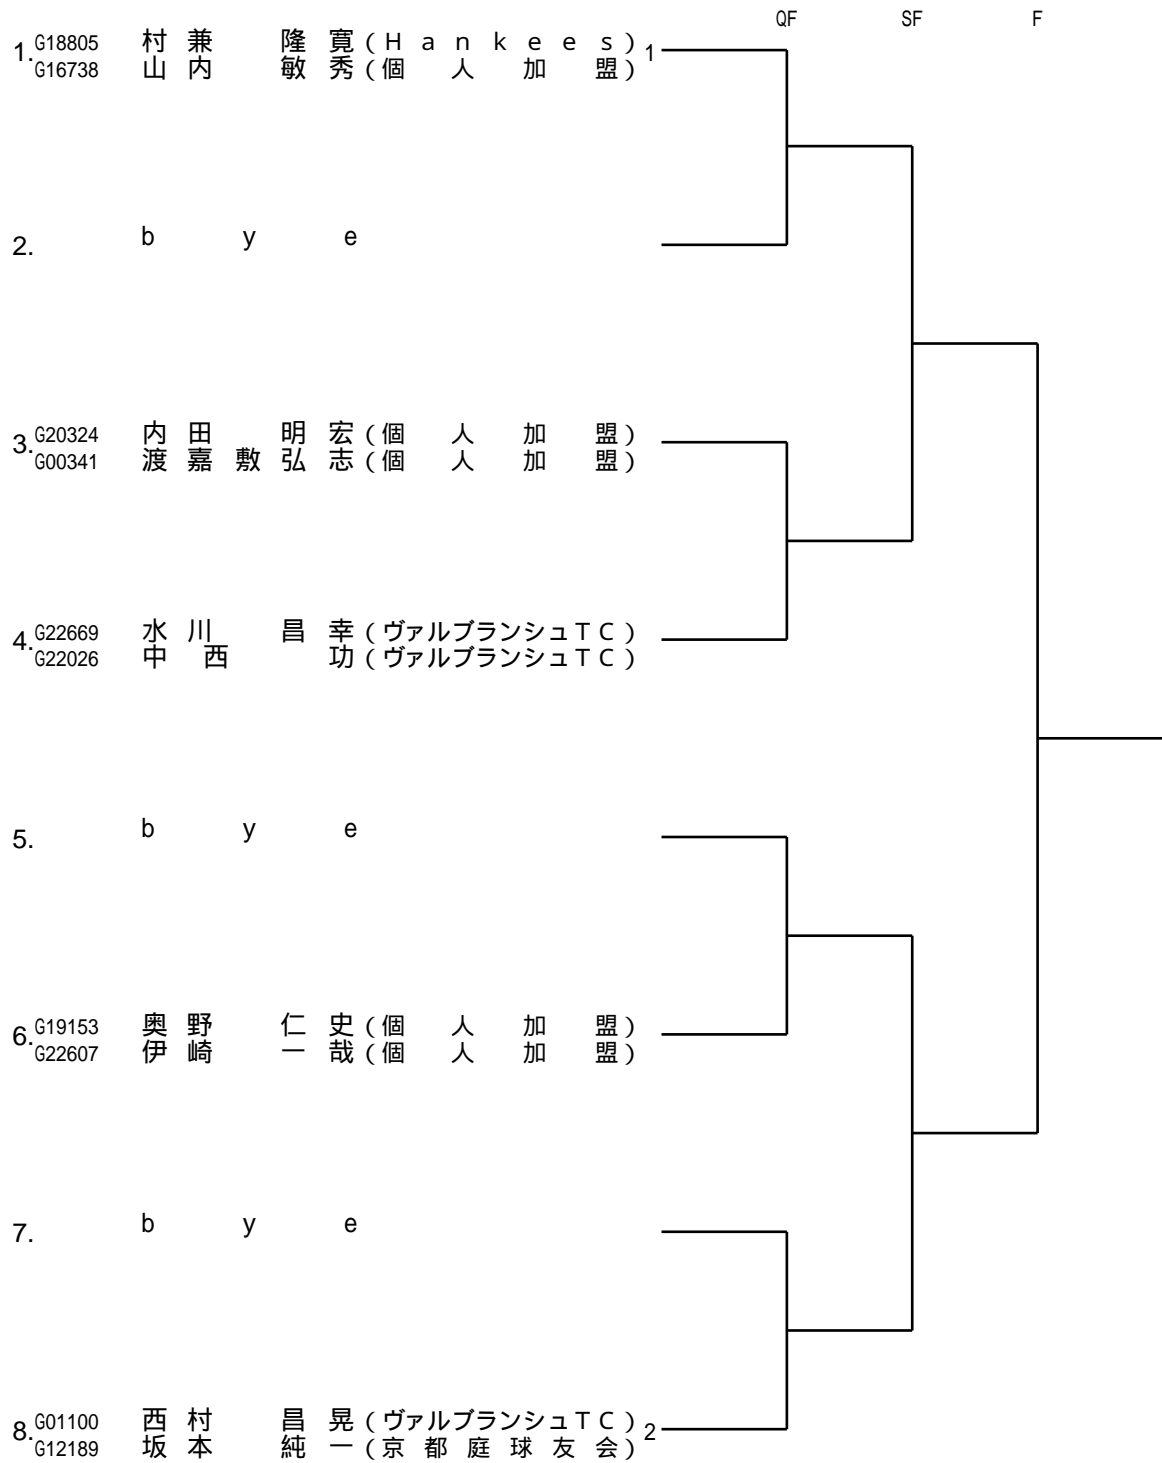 QF SF F
1. G18805 村兼 隆寛(Hankees) 1
G16738 山内 敏秀(個人加盟)
2. bye
3. G20324 内田 明宏(個人加盟)
G00341 渡嘉敷弘志(個人加盟)
4. G22669 水川 昌幸(ヴァルブランシュTC)
G22026 中西 功(ヴァルブランシュTC)
5. bye
6. G19153 奥野 仁史(個人加盟)
G22607 伊崎 一哉(個人加盟)
7. bye
8. G01100 西村 昌晃(ヴァルブランシュTC) 2
G12189 坂本 純一(京都庭球友会)